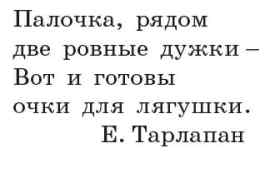 Палочка, рядом
две ровные дужки –
Вот и готовы
очки для лягушки.
Е. Тарлапан